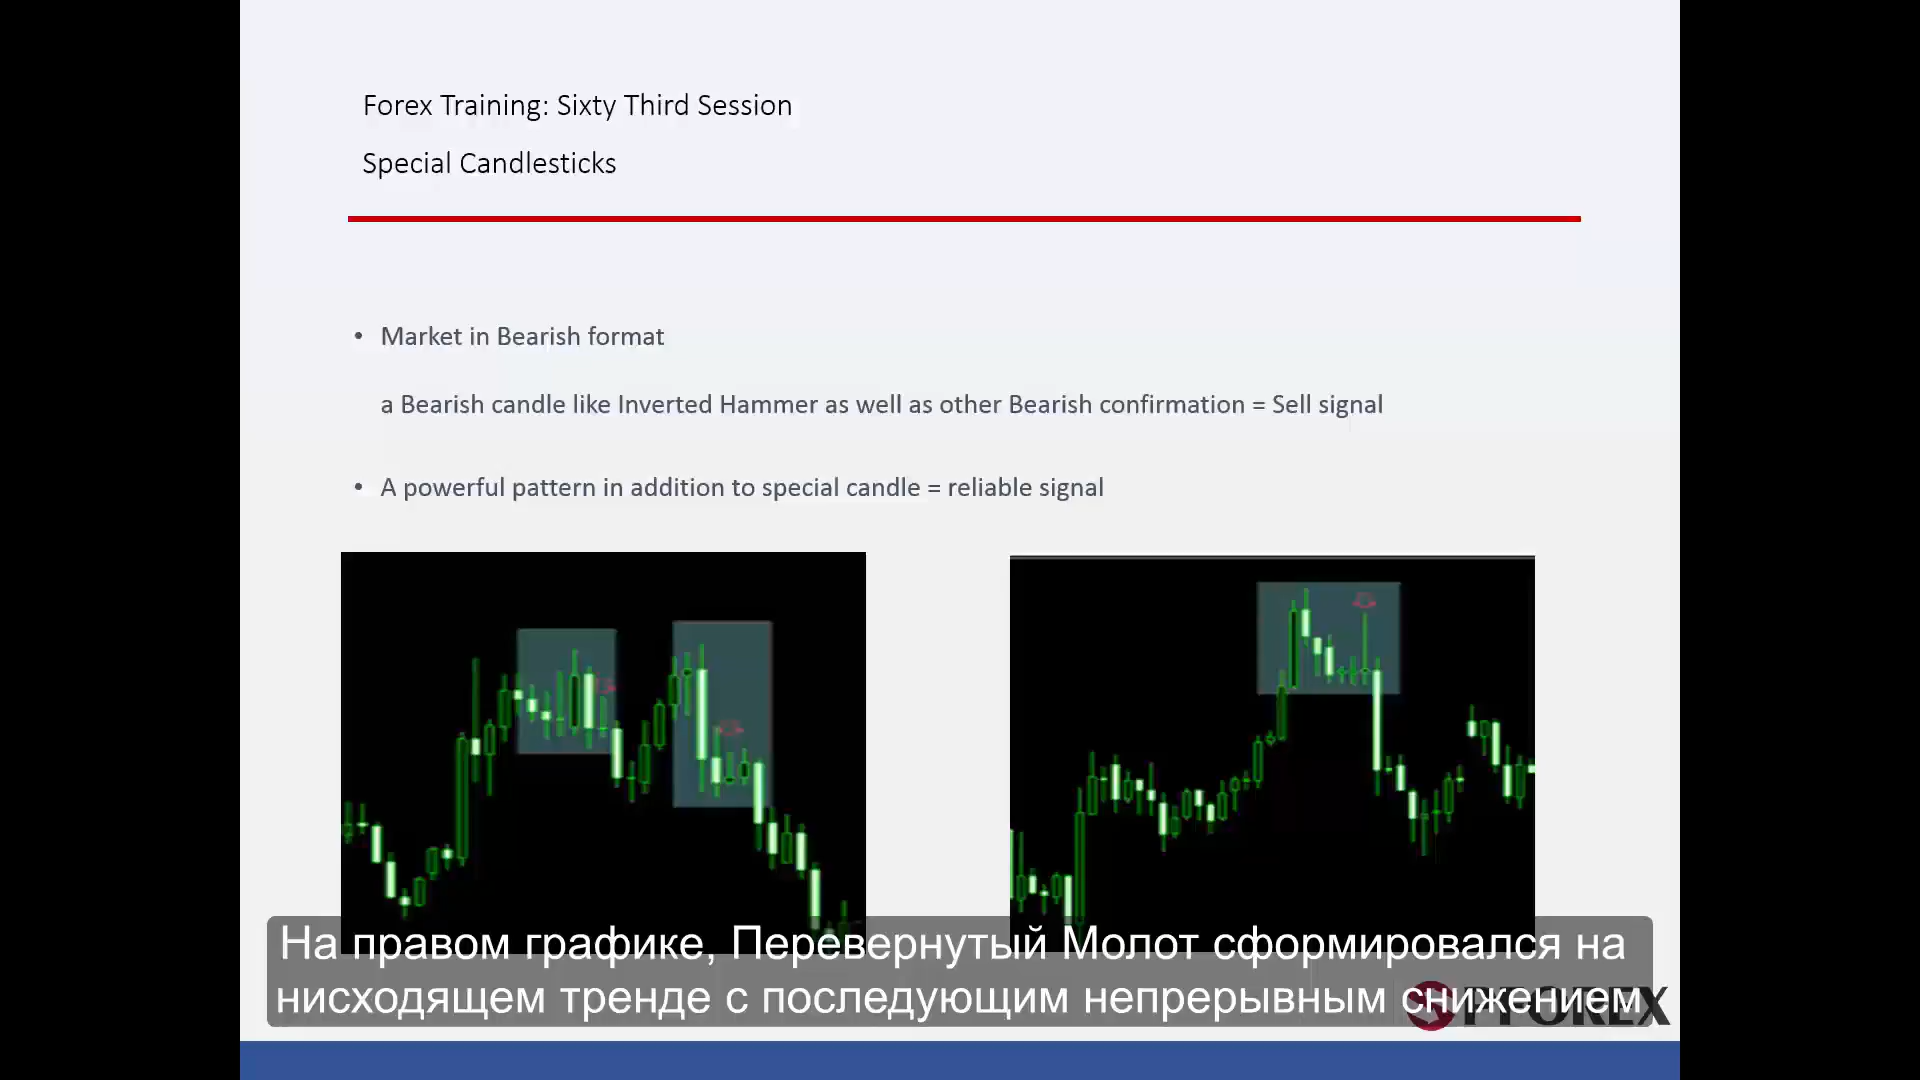 Forex Training: Sixty Third Session
Special Candlesticks
• Market in Bearish format
a Bearish candle like Inverted Hammer as well as other Bearish confirmation = Sell signal
• A powerful pattern in addition to special candle = reliable signal
На правом графике, Перевернутый Молот сформировался на
нисходящем тренде с последующим непрерывным снижением